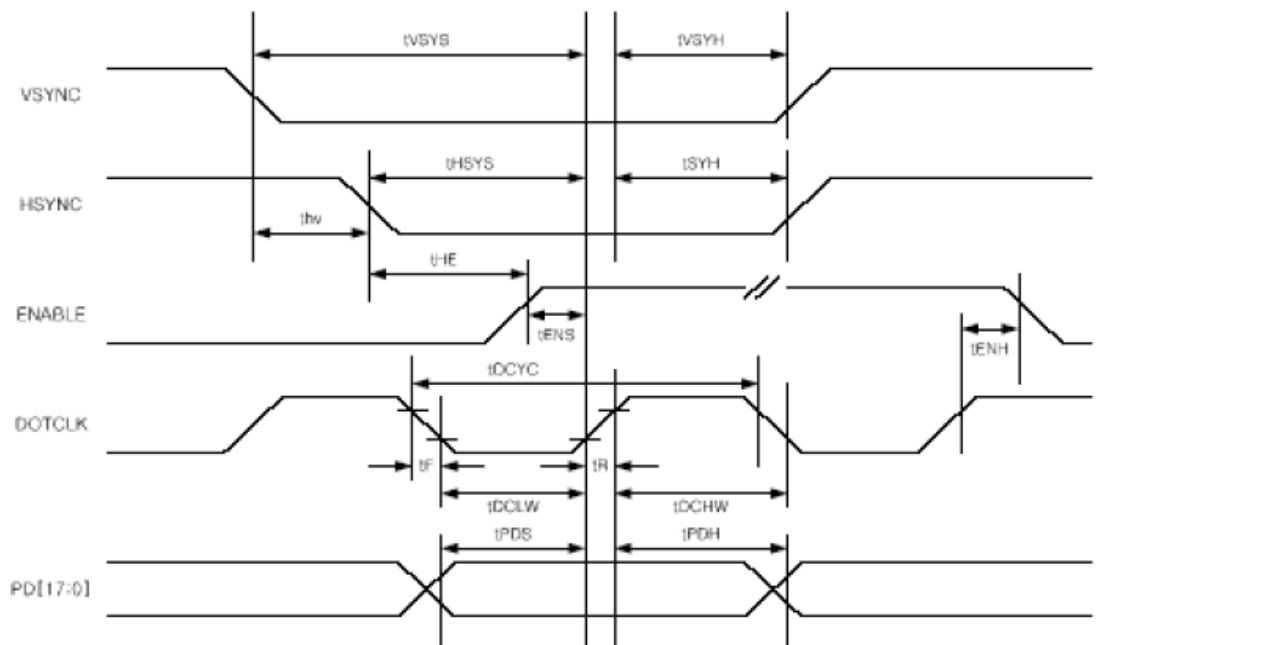 tVSYS tVSYH
VSYNC
tHSYS tSYH
HSYNC
thv
tHE
ENABLE
tENS
tENH
tDCYC
DOTCLK
tF tR
tDCLW tDCHW
tPDS tPDH
PD[17:0]